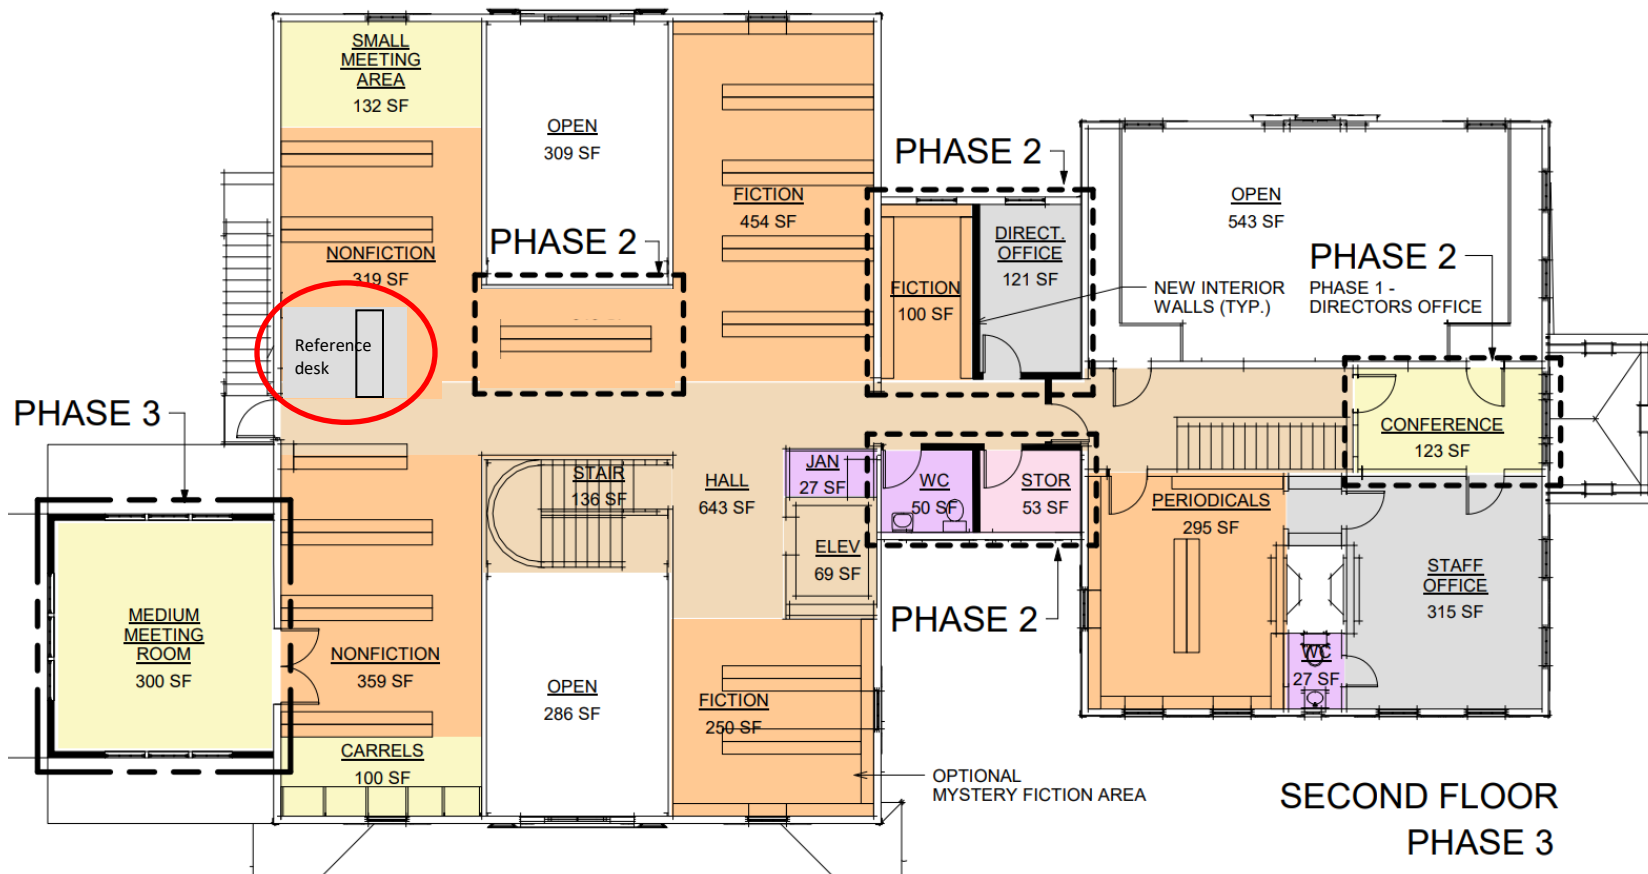 SMALL
MEETING
AREA
132 SF
OPEN
309 SF
NONFICTION
319 SF
PHASE 2
FICTION
454 SF
PHASE 2
FICTION
100 SF
DIRECT.
OFFICE
121 SF
NEW INTERIOR
WALLS (TYP.)
OPEN
543 SF
PHASE 2
PHASE 1 -
DIRECTORS OFFICE
Reference
desk
PHASE 3
CONFERENCE
123 SF
STAIR
136 SF
HALL
643 SF
JAN
27 SF
WC
50 SF
STOR
53 SF
ELEV
69 SF
PHASE 2
PERIODICALS
295 SF
STAFF
OFFICE
315 SF
WC
27 SF
MEDIUM
MEETING
ROOM
300 SF
NONFICTION
359 SF
OPEN
286 SF
FICTION
250 SF
CARRELS
100 SF
OPTIONAL
MYSTERY FICTION AREA
SECOND FLOOR
PHASE 3